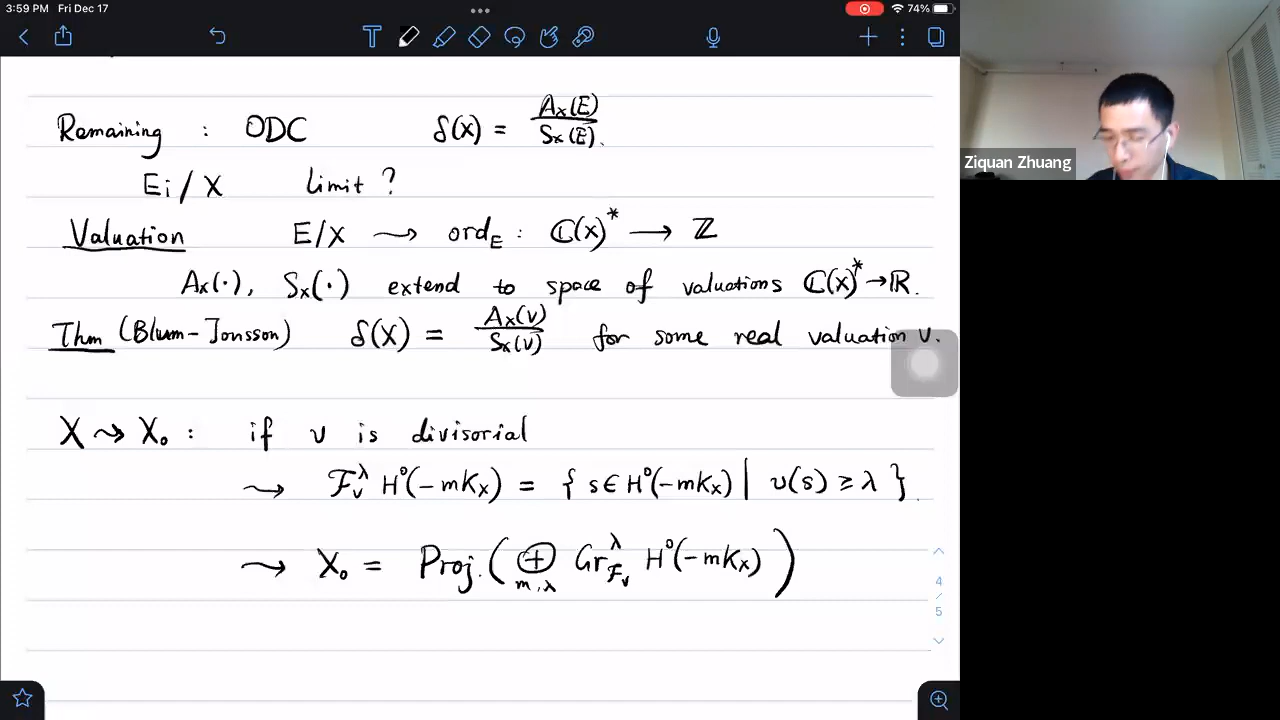 3:59 PM Fri Dec 17
74%
Remaining : ODC δ(X) = A_X(E) / S_X(E).
Ei / X Limit ?
Valuation E/X ⤳ ord_E : ℂ(X)^* → ℤ
A_X(·), S_X(·) extend to space of valuations ℂ(X)^* → ℝ.
Thm (Blum-Jonsson) δ(X) = A_X(v) / S_X(v) for some real valuation v.
X ⤳ X₀ : if v is divisorial
⤳ F_v^λ H⁰(-mK_X) = { s ∈ H⁰(-mK_X) | v(s) ≥ λ }.
⤳ X₀ = Proj. ( ⊕_{m,λ} Gr_{F_v}^λ H⁰(-mK_X) )
4
/
5
Ziquan Zhuang